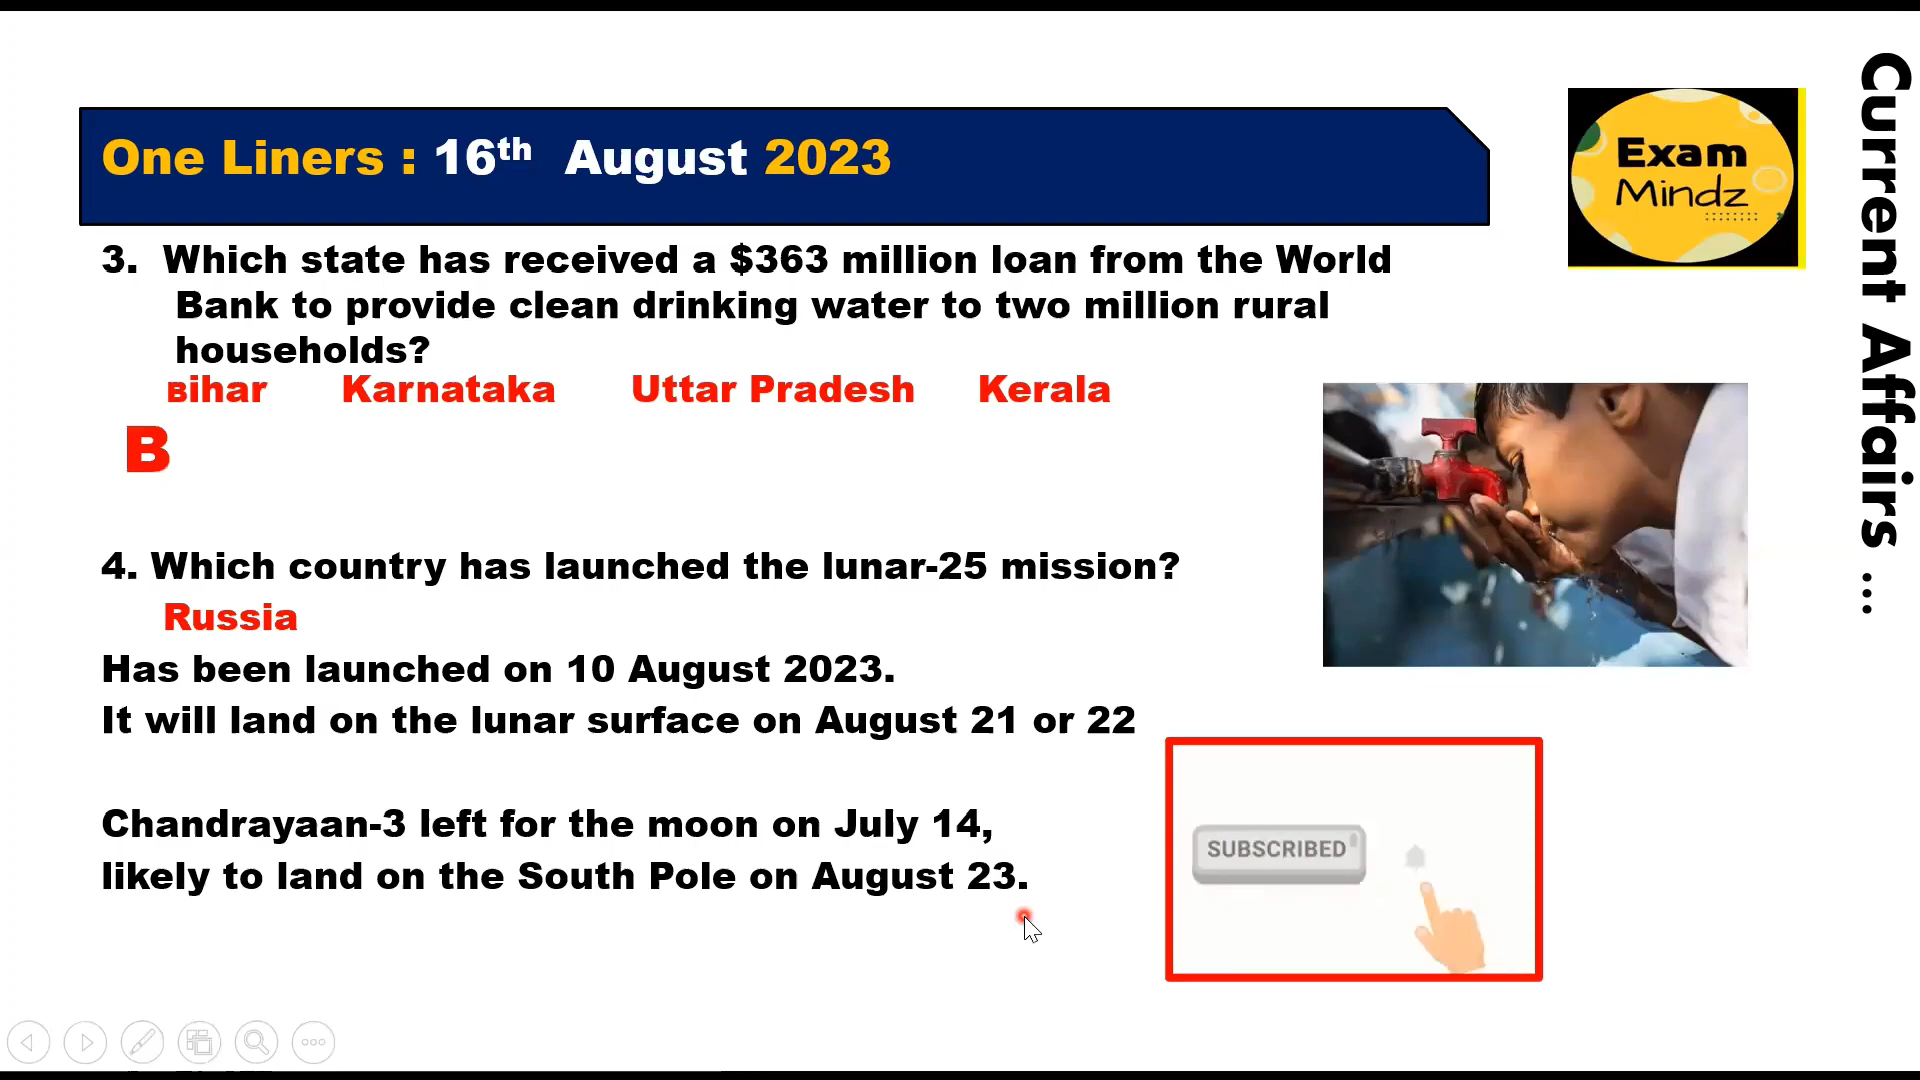 One Liners : 16th August 2023
Exam
Mindz
Current Affairs ...
3. Which state has received a $363 million loan from the World
Bank to provide clean drinking water to two million rural
households?
Bihar Karnataka Uttar Pradesh Kerala
B
4. Which country has launched the lunar-25 mission?
Russia
Has been launched on 10 August 2023.
It will land on the lunar surface on August 21 or 22
Chandrayaan-3 left for the moon on July 14,
likely to land on the South Pole on August 23.
SUBSCRIBED